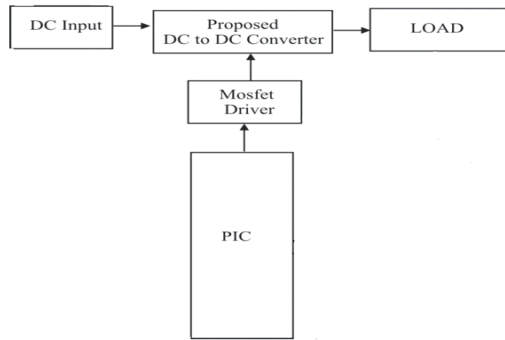 DC Input
Proposed
DC to DC Converter
LOAD
Mosfet
Driver
PIC